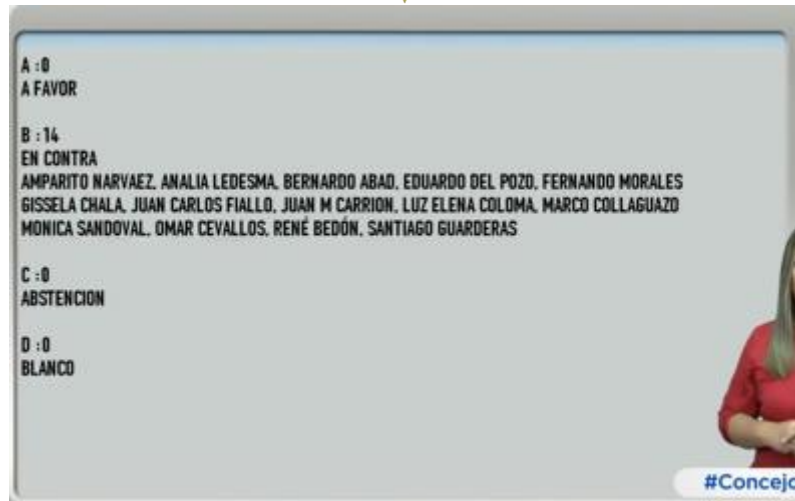 A :0
A FAVOR
B :14
EN CONTRA
AMPARITO NARVAEZ, ANALIA LEDESMA, BERNARDO ABAD, EDUARDO DEL POZO, FERNANDO MORALES
GISSELA CHALA, JUAN CARLOS FIALLO, JUAN M CARRION, LUZ ELENA COLOMA, MARCO COLLAGUAZO
MONICA SANDOVAL, OMAR CEVALLOS, RENÉ BEDÓN, SANTIAGO GUARDERAS
C :0
ABSTENCION
D :0
BLANCO
#Concejo